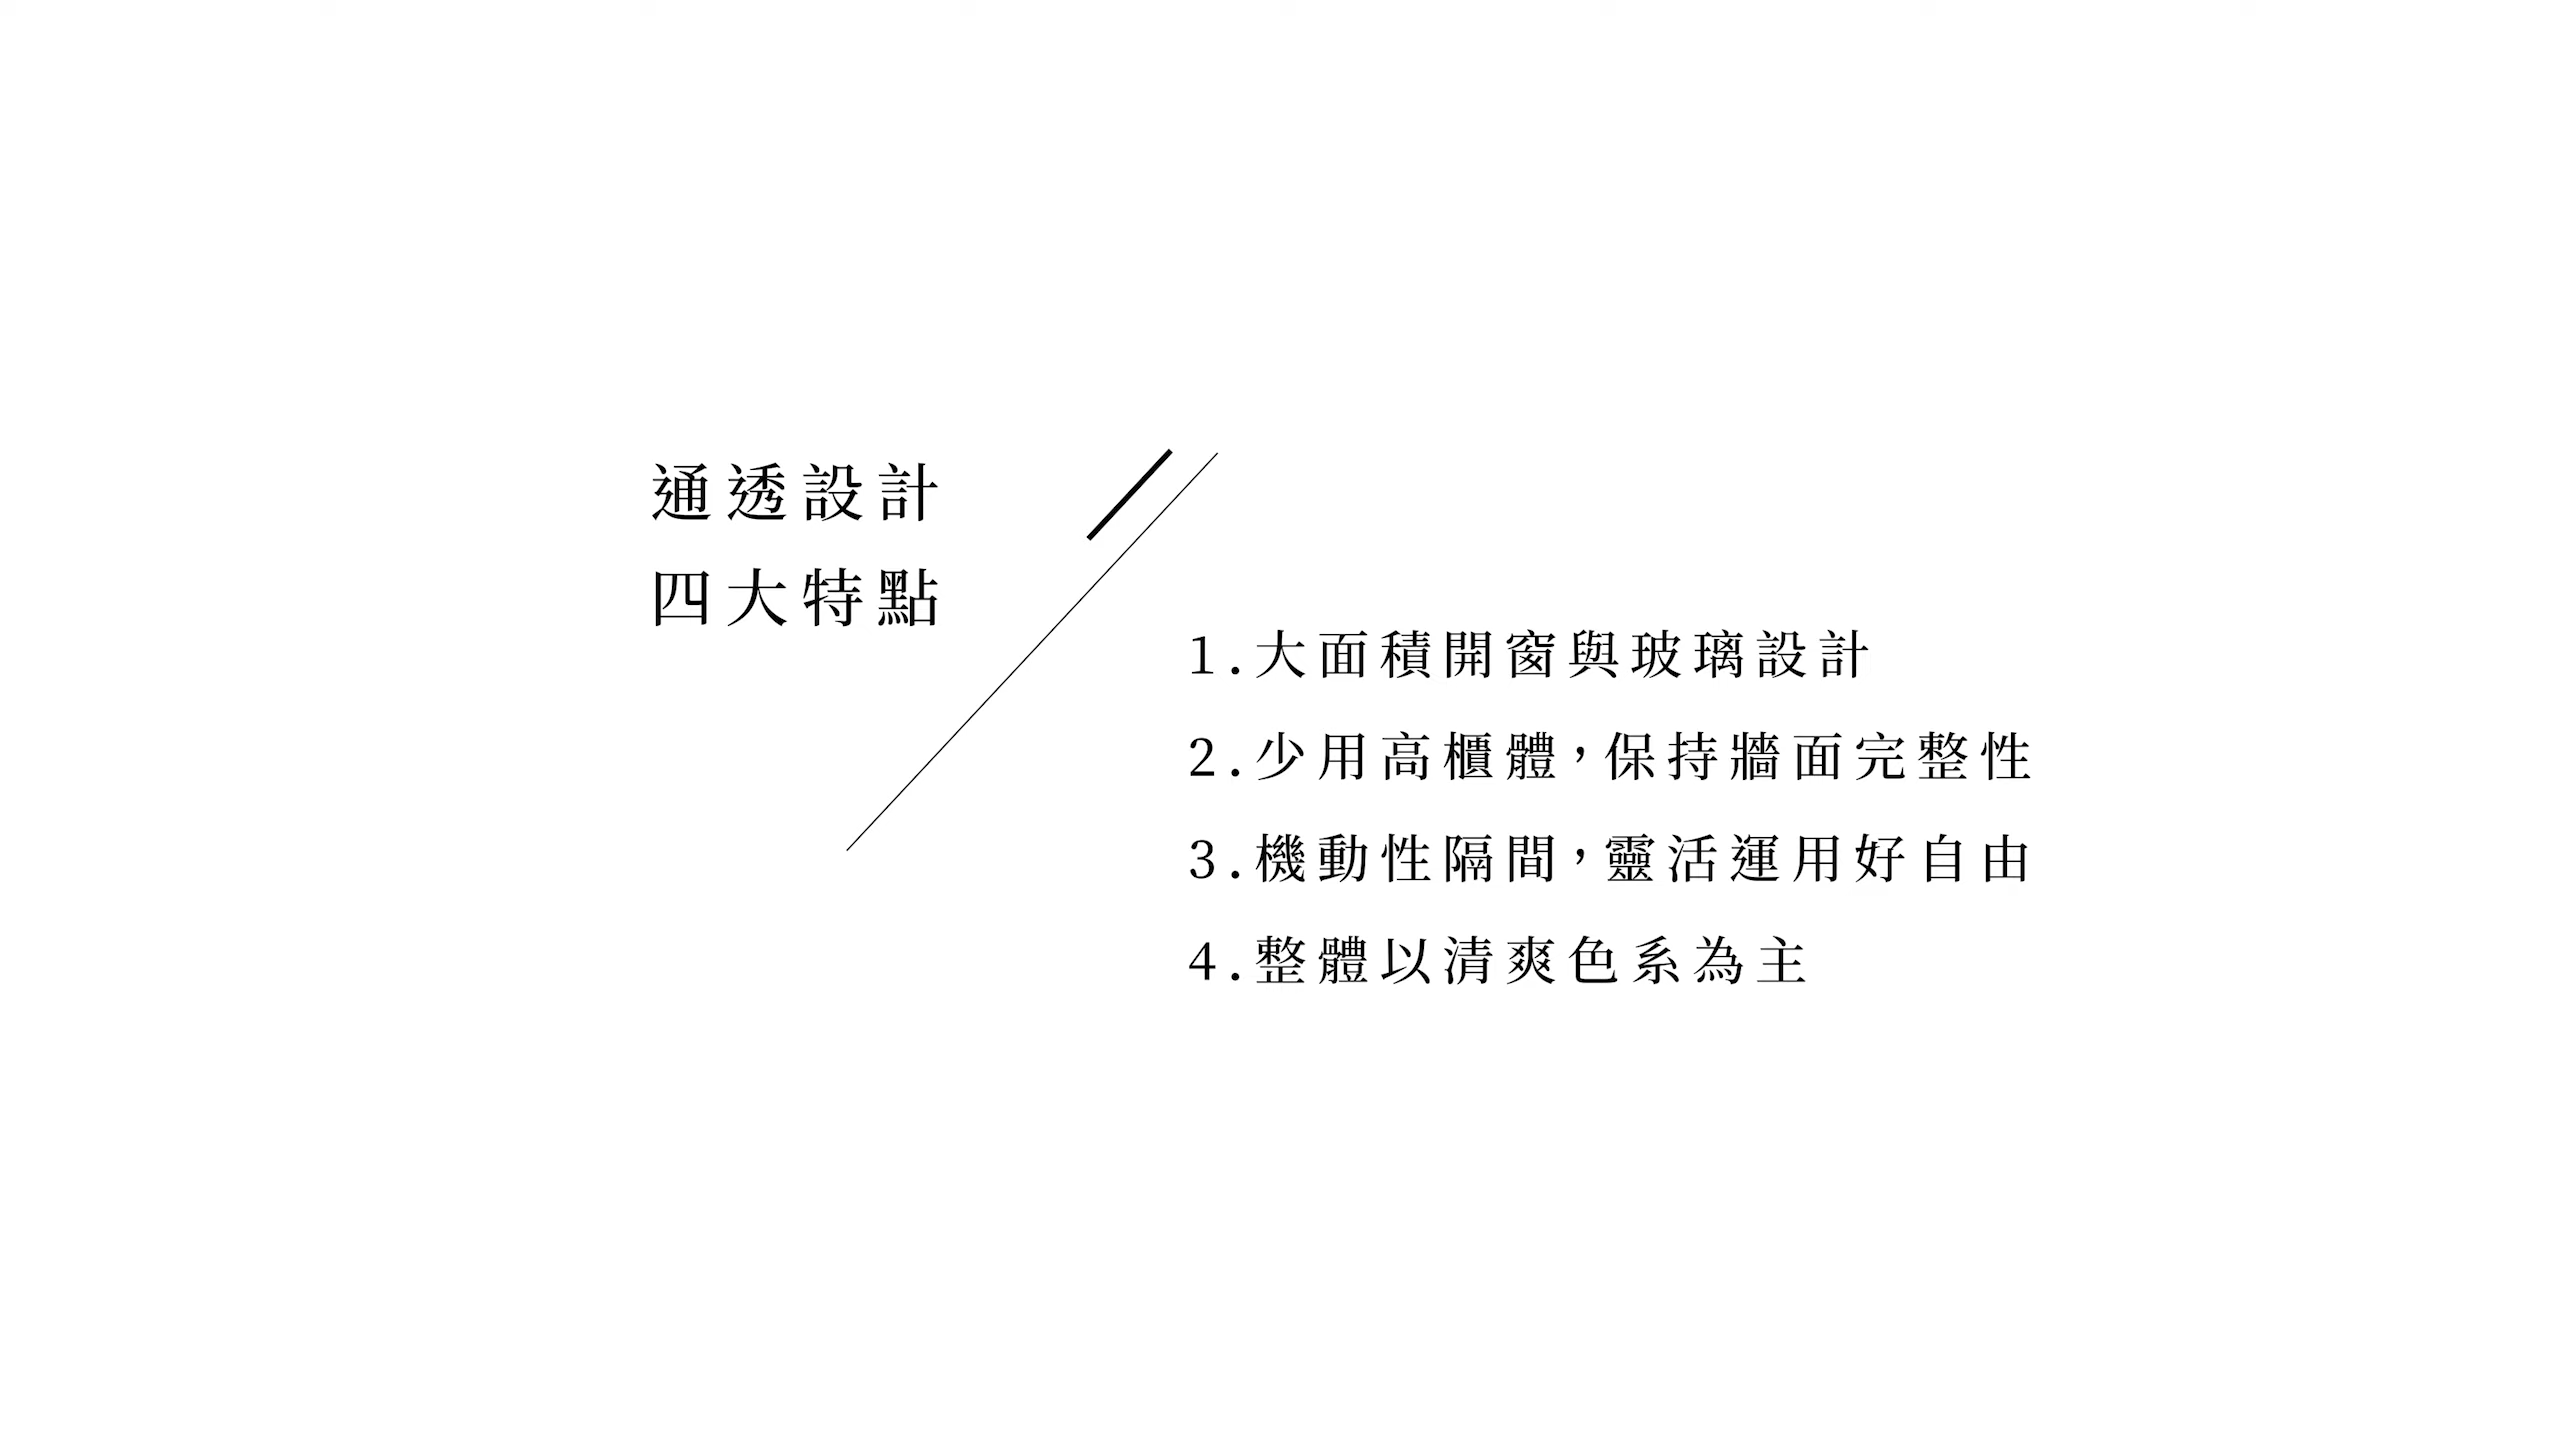 通透設計
四大特點
1.大面積開窗與玻璃設計
2.少用高櫃體，保持牆面完整性
3.機動性隔間，靈活運用好自由
4.整體以清爽色系為主